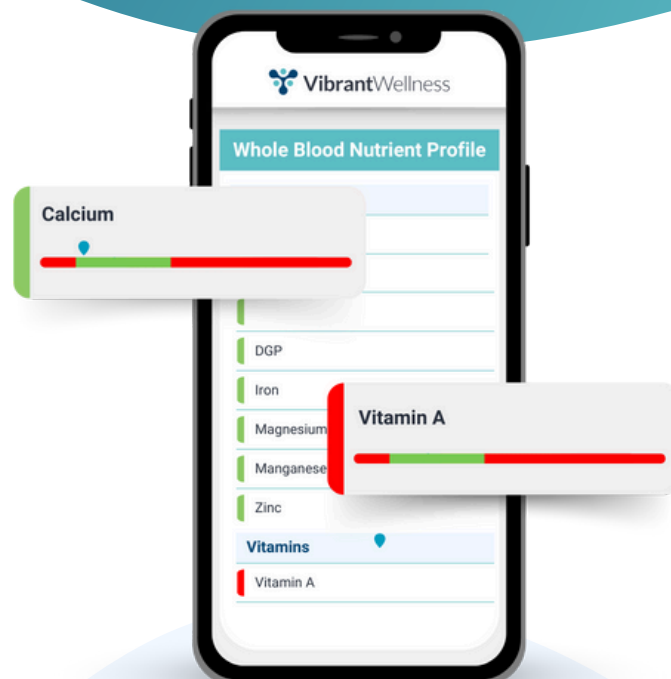 VibrantWellness
Whole Blood Nutrient Profile
Calcium
DGP
Iron
Magnesium
Manganese
Zinc
Vitamin A
Vitamins
Vitamin A